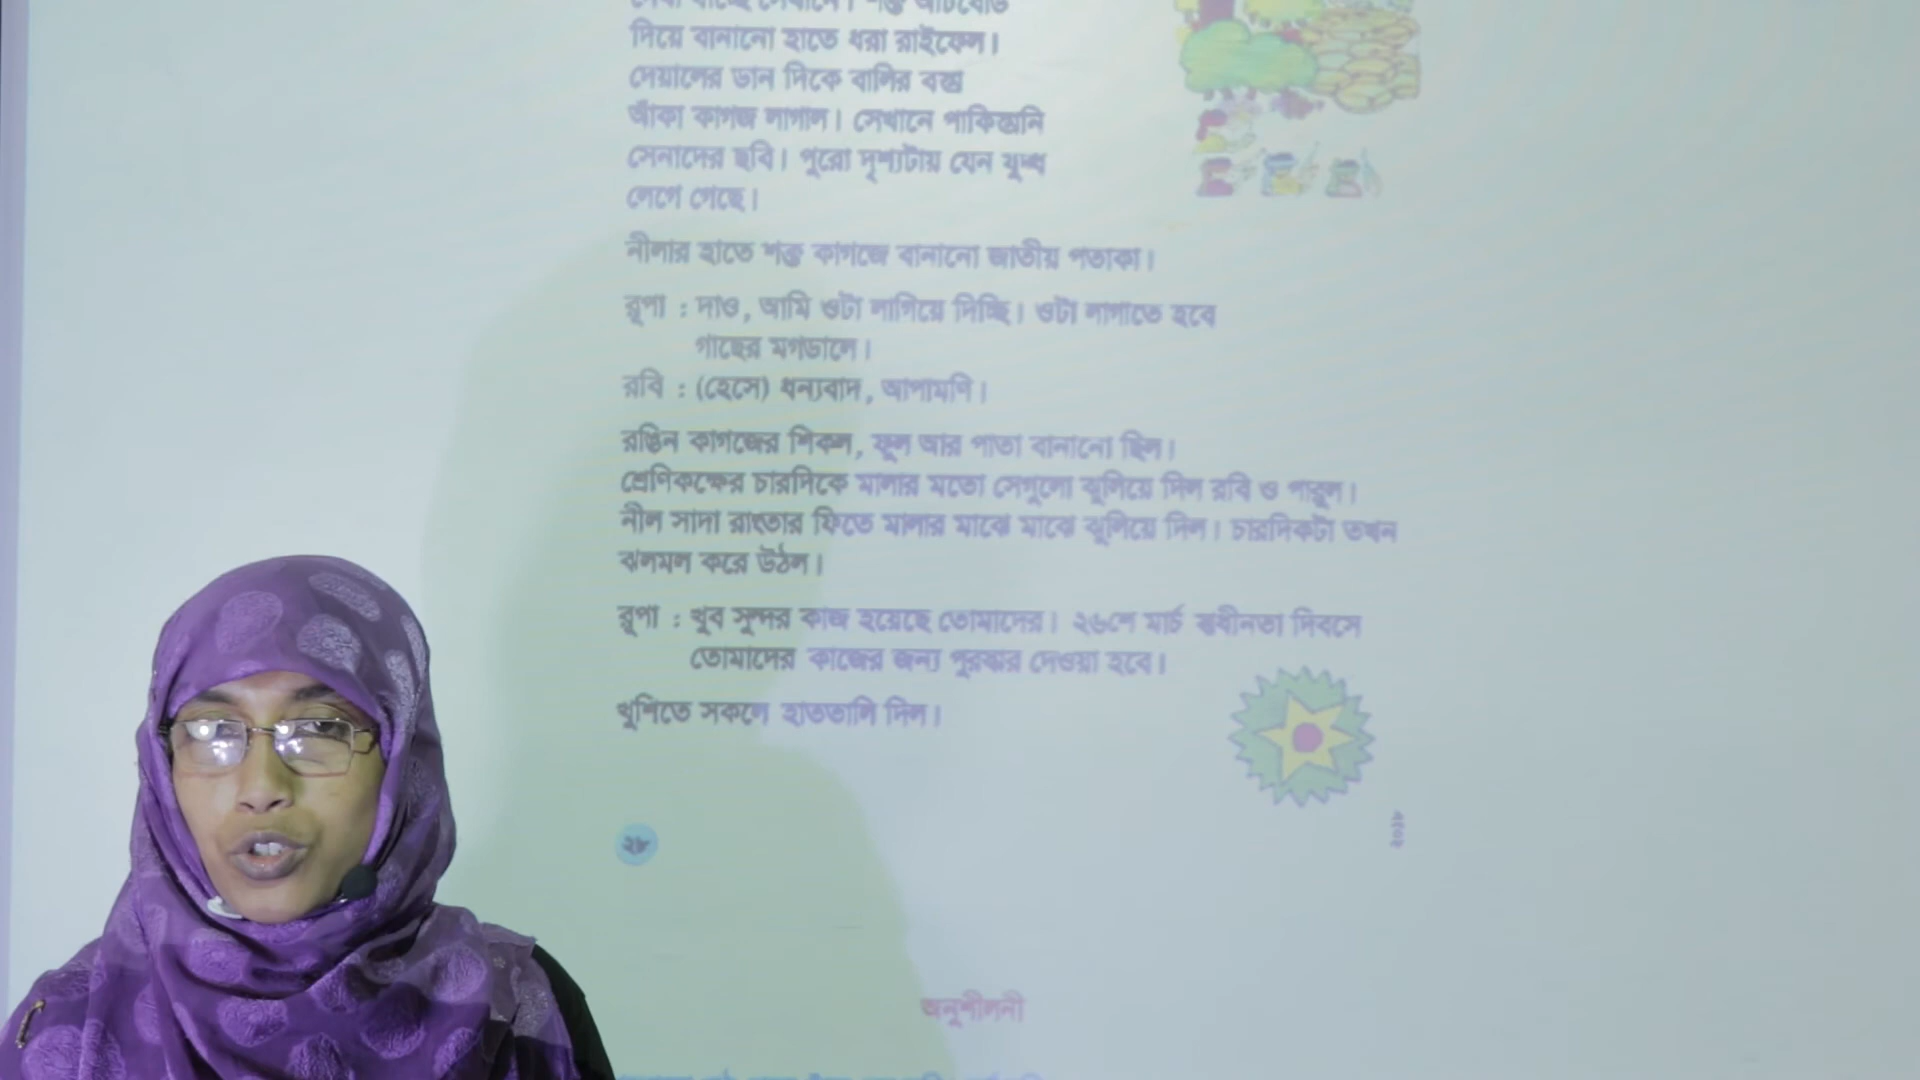 দিয়ে বানানো হাতে ধরা রাইফেল।
দেয়ালের ডান দিকে বালির বস্তা
আঁকা কাগজ লাগাল। সেখানে পাকিস্তানি
সেনাদের ছবি। পুরো দৃশ্যটায় যেন যুদ্ধ
লেগে গেছে।
নীলার হাতে শক্ত কাগজে বানানো জাতীয় পতাকা।
রূপা : দাও, আমি ওটা লাগিয়ে দিচ্ছি। ওটা লাগাতে হবে
গাছের মগডালে।
রবি : (হেসে) ধন্যবাদ, আপামণি।
রঙিন কাগজের শিকল, ফুল আর পাতা বানানো ছিল।
শ্রেণিকক্ষের চারদিকে মালার মতো সেগুলো ঝুলিয়ে দিল রবি ও পারুল।
নীল সাদা রাংতার ফিতে মালার মাঝে মাঝে ঝুলিয়ে দিল। চারদিকটা তখন
ঝলমল করে উঠল।
রূপা : খুব সুন্দর কাজ হয়েছে তোমাদের। ২৬শে মার্চ স্বাধীনতা দিবসে
তোমাদের কাজের জন্য পুরস্কার দেওয়া হবে।
খুশিতে সকলে হাততালি দিল।
২৮
২০১৯
অনুশীলনী